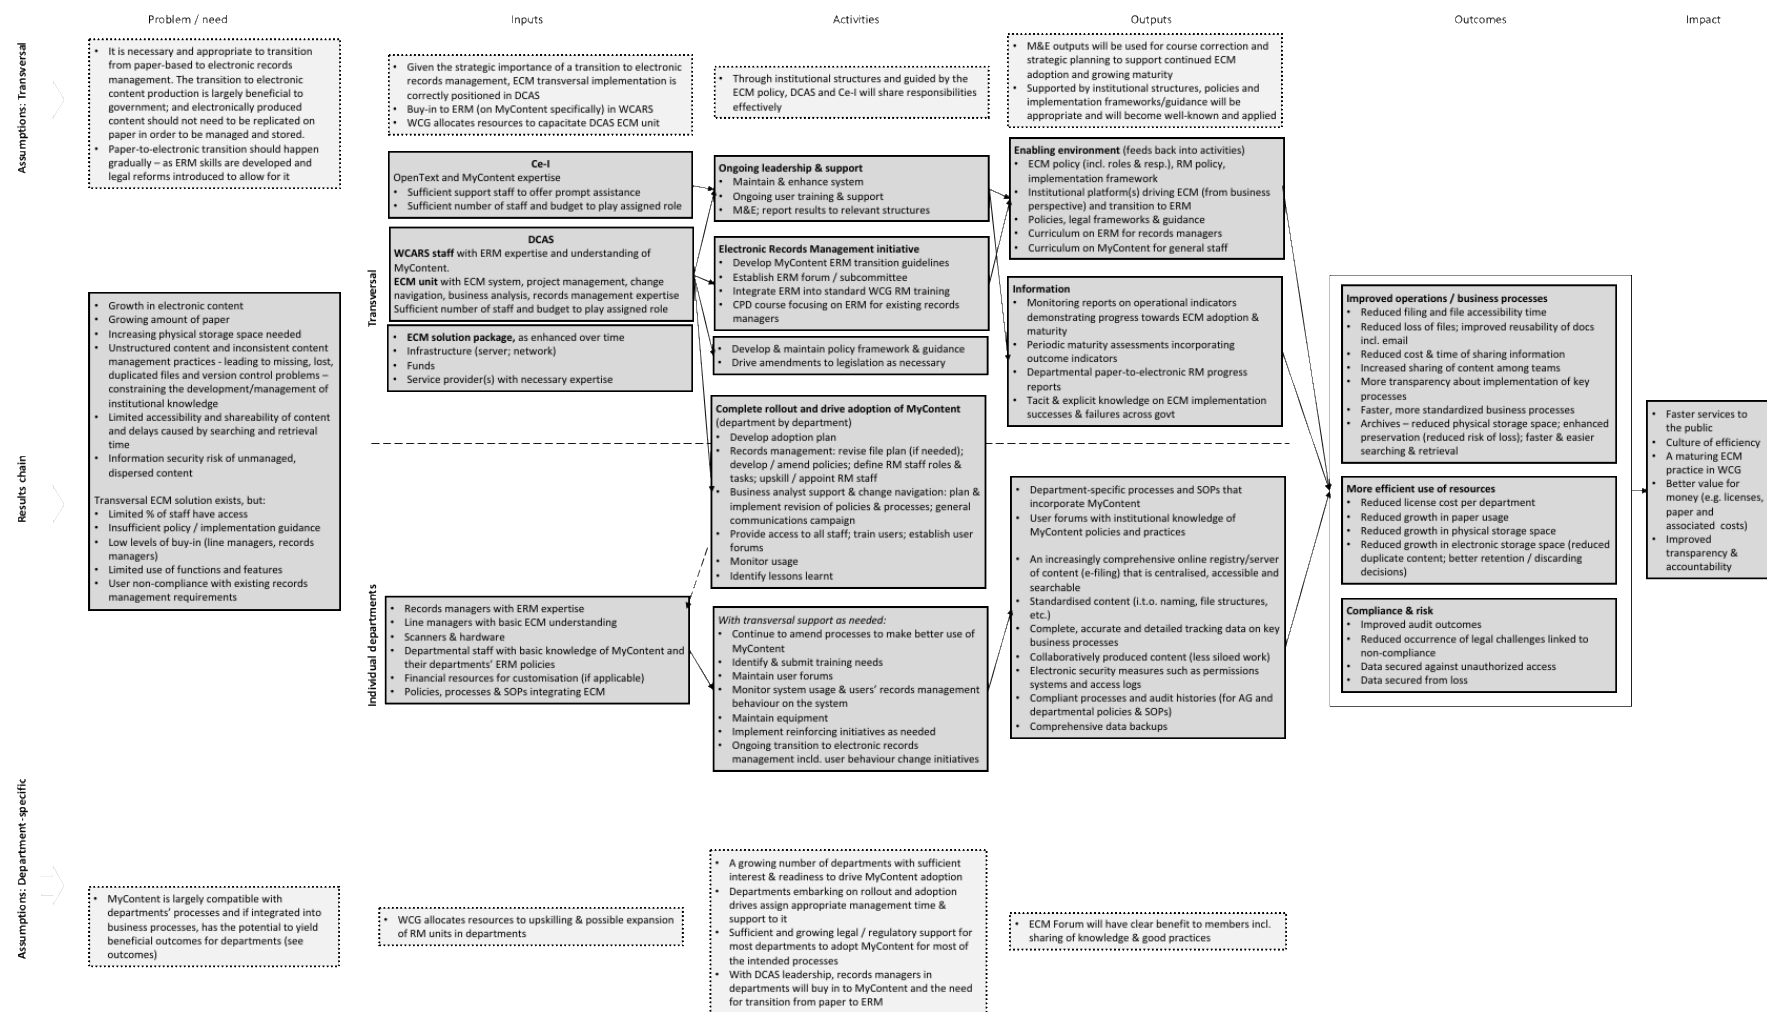 Problem / need
Inputs
Activities
Outputs
Outcomes
Impact
Assumptions: Transversal
• It is necessary and appropriate to transition
from paper-based to electronic records
management. The transition to electronic
content production is largely beneficial to
government; and electronically produced
content should not need to be replicated on
paper in order to be managed and stored.
• Paper-to-electronic transition should happen
gradually – as ERM skills are developed and
legal reforms introduced to allow for it
• Given the strategic importance of a transition to electronic
records management, ECM transversal implementation is
correctly positioned in DCAS
• Buy-in to ERM (on MyContent specifically) in WCARS
• WCG allocates resources to capacitate DCAS ECM unit
• Through institutional structures and guided by the
ECM policy, DCAS and Ce-I will share responsibilities
effectively
• M&E outputs will be used for course correction and
strategic planning to support continued ECM
adoption and growing maturity
• Supported by institutional structures, policies and
implementation frameworks/guidance will be
appropriate and will become well-known and applied
Results chain
• Growth in electronic content
• Growing amount of paper
• Increasing physical storage space needed
• Unstructured content and inconsistent content
management practices - leading to missing, lost,
duplicated files and version control problems –
constraining the development/management of
institutional knowledge
• Limited accessibility and shareability of content
and delays caused by searching and retrieval
time
• Information security risk of unmanaged,
dispersed content
Transversal ECM solution exists, but:
• Limited % of staff have access
• Insufficient policy / implementation guidance
• Low levels of buy-in (line managers, records
managers)
• Limited use of functions and features
• User non-compliance with existing records
management requirements
Transversal
Ce-I
OpenText and MyContent expertise
• Sufficient support staff to offer prompt assistance
• Sufficient number of staff and budget to play assigned role
DCAS
WCARS staff with ERM expertise and understanding of
MyContent.
ECM unit with ECM system, project management, change
navigation, business analysis, records management expertise
Sufficient number of staff and budget to play assigned role
• ECM solution package, as enhanced over time
• Infrastructure (server; network)
• Funds
• Service provider(s) with necessary expertise
Ongoing leadership & support
• Maintain & enhance system
• Ongoing user training & support
• M&E; report results to relevant structures
Electronic Records Management initiative
• Develop MyContent ERM transition guidelines
• Establish ERM forum / subcommittee
• Integrate ERM into standard WCG RM training
• CPD course focusing on ERM for existing records
managers
• Develop & maintain policy framework & guidance
• Drive amendments to legislation as necessary
Complete rollout and drive adoption of MyContent
(department by department)
• Develop adoption plan
• Records management: revise file plan (if needed);
develop / amend policies; define RM staff roles &
tasks; upskill / appoint RM staff
• Business analyst support & change navigation: plan &
implement revision of policies & processes; general
communications campaign
• Provide access to all staff; train users; establish user
forums
• Monitor usage
• Identify lessons learnt
Enabling environment (feeds back into activities)
• ECM policy (incl. roles & resp.), RM policy,
implementation framework
• Institutional platform(s) driving ECM (from business
perspective) and transition to ERM
• Policies, legal frameworks & guidance
• Curriculum on ERM for records managers
• Curriculum on MyContent for general staff
Information
• Monitoring reports on operational indicators
demonstrating progress towards ECM adoption &
maturity
• Periodic maturity assessments incorporating
outcome indicators
• Departmental paper-to-electronic RM progress
reports
• Tacit & explicit knowledge on ECM implementation
successes & failures across govt
Individual departments
• Records managers with ERM expertise
• Line managers with basic ECM understanding
• Scanners & hardware
• Departmental staff with basic knowledge of MyContent and
their departments’ ERM policies
• Financial resources for customisation (if applicable)
• Policies, processes & SOPs integrating ECM
With transversal support as needed:
• Continue to amend processes to make better use of
MyContent
• Identify & submit training needs
• Maintain user forums
• Monitor system usage & users’ records management
behaviour on the system
• Maintain equipment
• Implement reinforcing initiatives as needed
• Ongoing transition to electronic records
management incld. user behaviour change initiatives
• Department-specific processes and SOPs that
incorporate MyContent
• User forums with institutional knowledge of
MyContent policies and practices
• An increasingly comprehensive online registry/server
of content (e-filing) that is centralised, accessible and
searchable
• Standardised content (i.t.o. naming, file structures,
etc.)
• Complete, accurate and detailed tracking data on key
business processes
• Collaboratively produced content (less siloed work)
• Electronic security measures such as permissions
systems and access logs
• Compliant processes and audit histories (for AG and
departmental policies & SOPs)
• Comprehensive data backups
Improved operations / business processes
• Reduced filing and file accessibility time
• Reduced loss of files; improved reusability of docs
incl. email
• Reduced cost & time of sharing information
• Increased sharing of content among teams
• More transparency about implementation of key
processes
• Faster, more standardized business processes
• Archives – reduced physical storage space; enhanced
preservation (reduced risk of loss); faster & easier
searching & retrieval
More efficient use of resources
• Reduced license cost per department
• Reduced growth in paper usage
• Reduced growth in physical storage space
• Reduced growth in electronic storage space (reduced
duplicate content; better retention / discarding
decisions)
Compliance & risk
• Improved audit outcomes
• Reduced occurrence of legal challenges linked to
non-compliance
• Data secured against unauthorized access
• Data secured from loss
• Faster services to
the public
• Culture of efficiency
• A maturing ECM
practice in WCG
• Better value for
money (e.g. licenses,
paper and
associated costs)
• Improved
transparency &
accountability
Assumptions: Department-specific
• MyContent is largely compatible with
departments’ processes and if integrated into
business processes, has the potential to yield
beneficial outcomes for departments (see
outcomes)
• WCG allocates resources to upskilling & possible expansion
of RM units in departments
• A growing number of departments with sufficient
interest & readiness to drive MyContent adoption
• Departments embarking on rollout and adoption
drives assign appropriate management time &
support to it
• Sufficient and growing legal / regulatory support for
most departments to adopt MyContent for most of
the intended processes
• With DCAS leadership, records managers in
departments will buy in to MyContent and the need
for transition from paper to ERM
• ECM Forum will have clear benefit to members incl.
sharing of knowledge & good practices